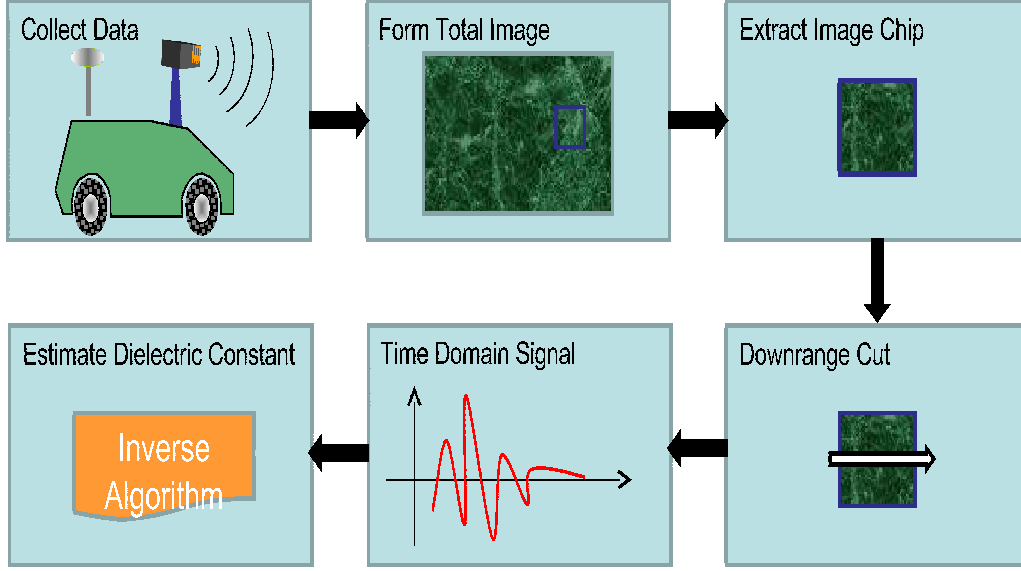 Collect Data
Form Total Image
Extract Image Chip
Downrange Cut
Time Domain Signal
Estimate Dielectric Constant
Inverse
Algorithm